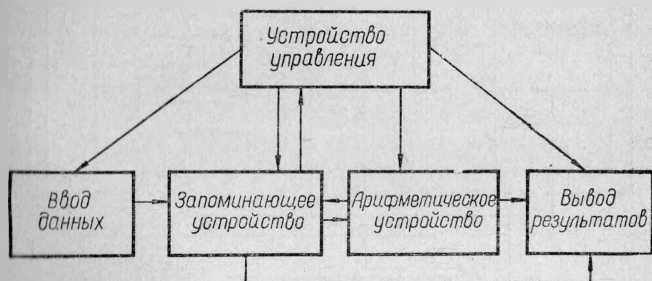 Устройство
управления
Ввод
данных
Запоминающее
устройство
Арифметическое
устройство
Вывод
результатов